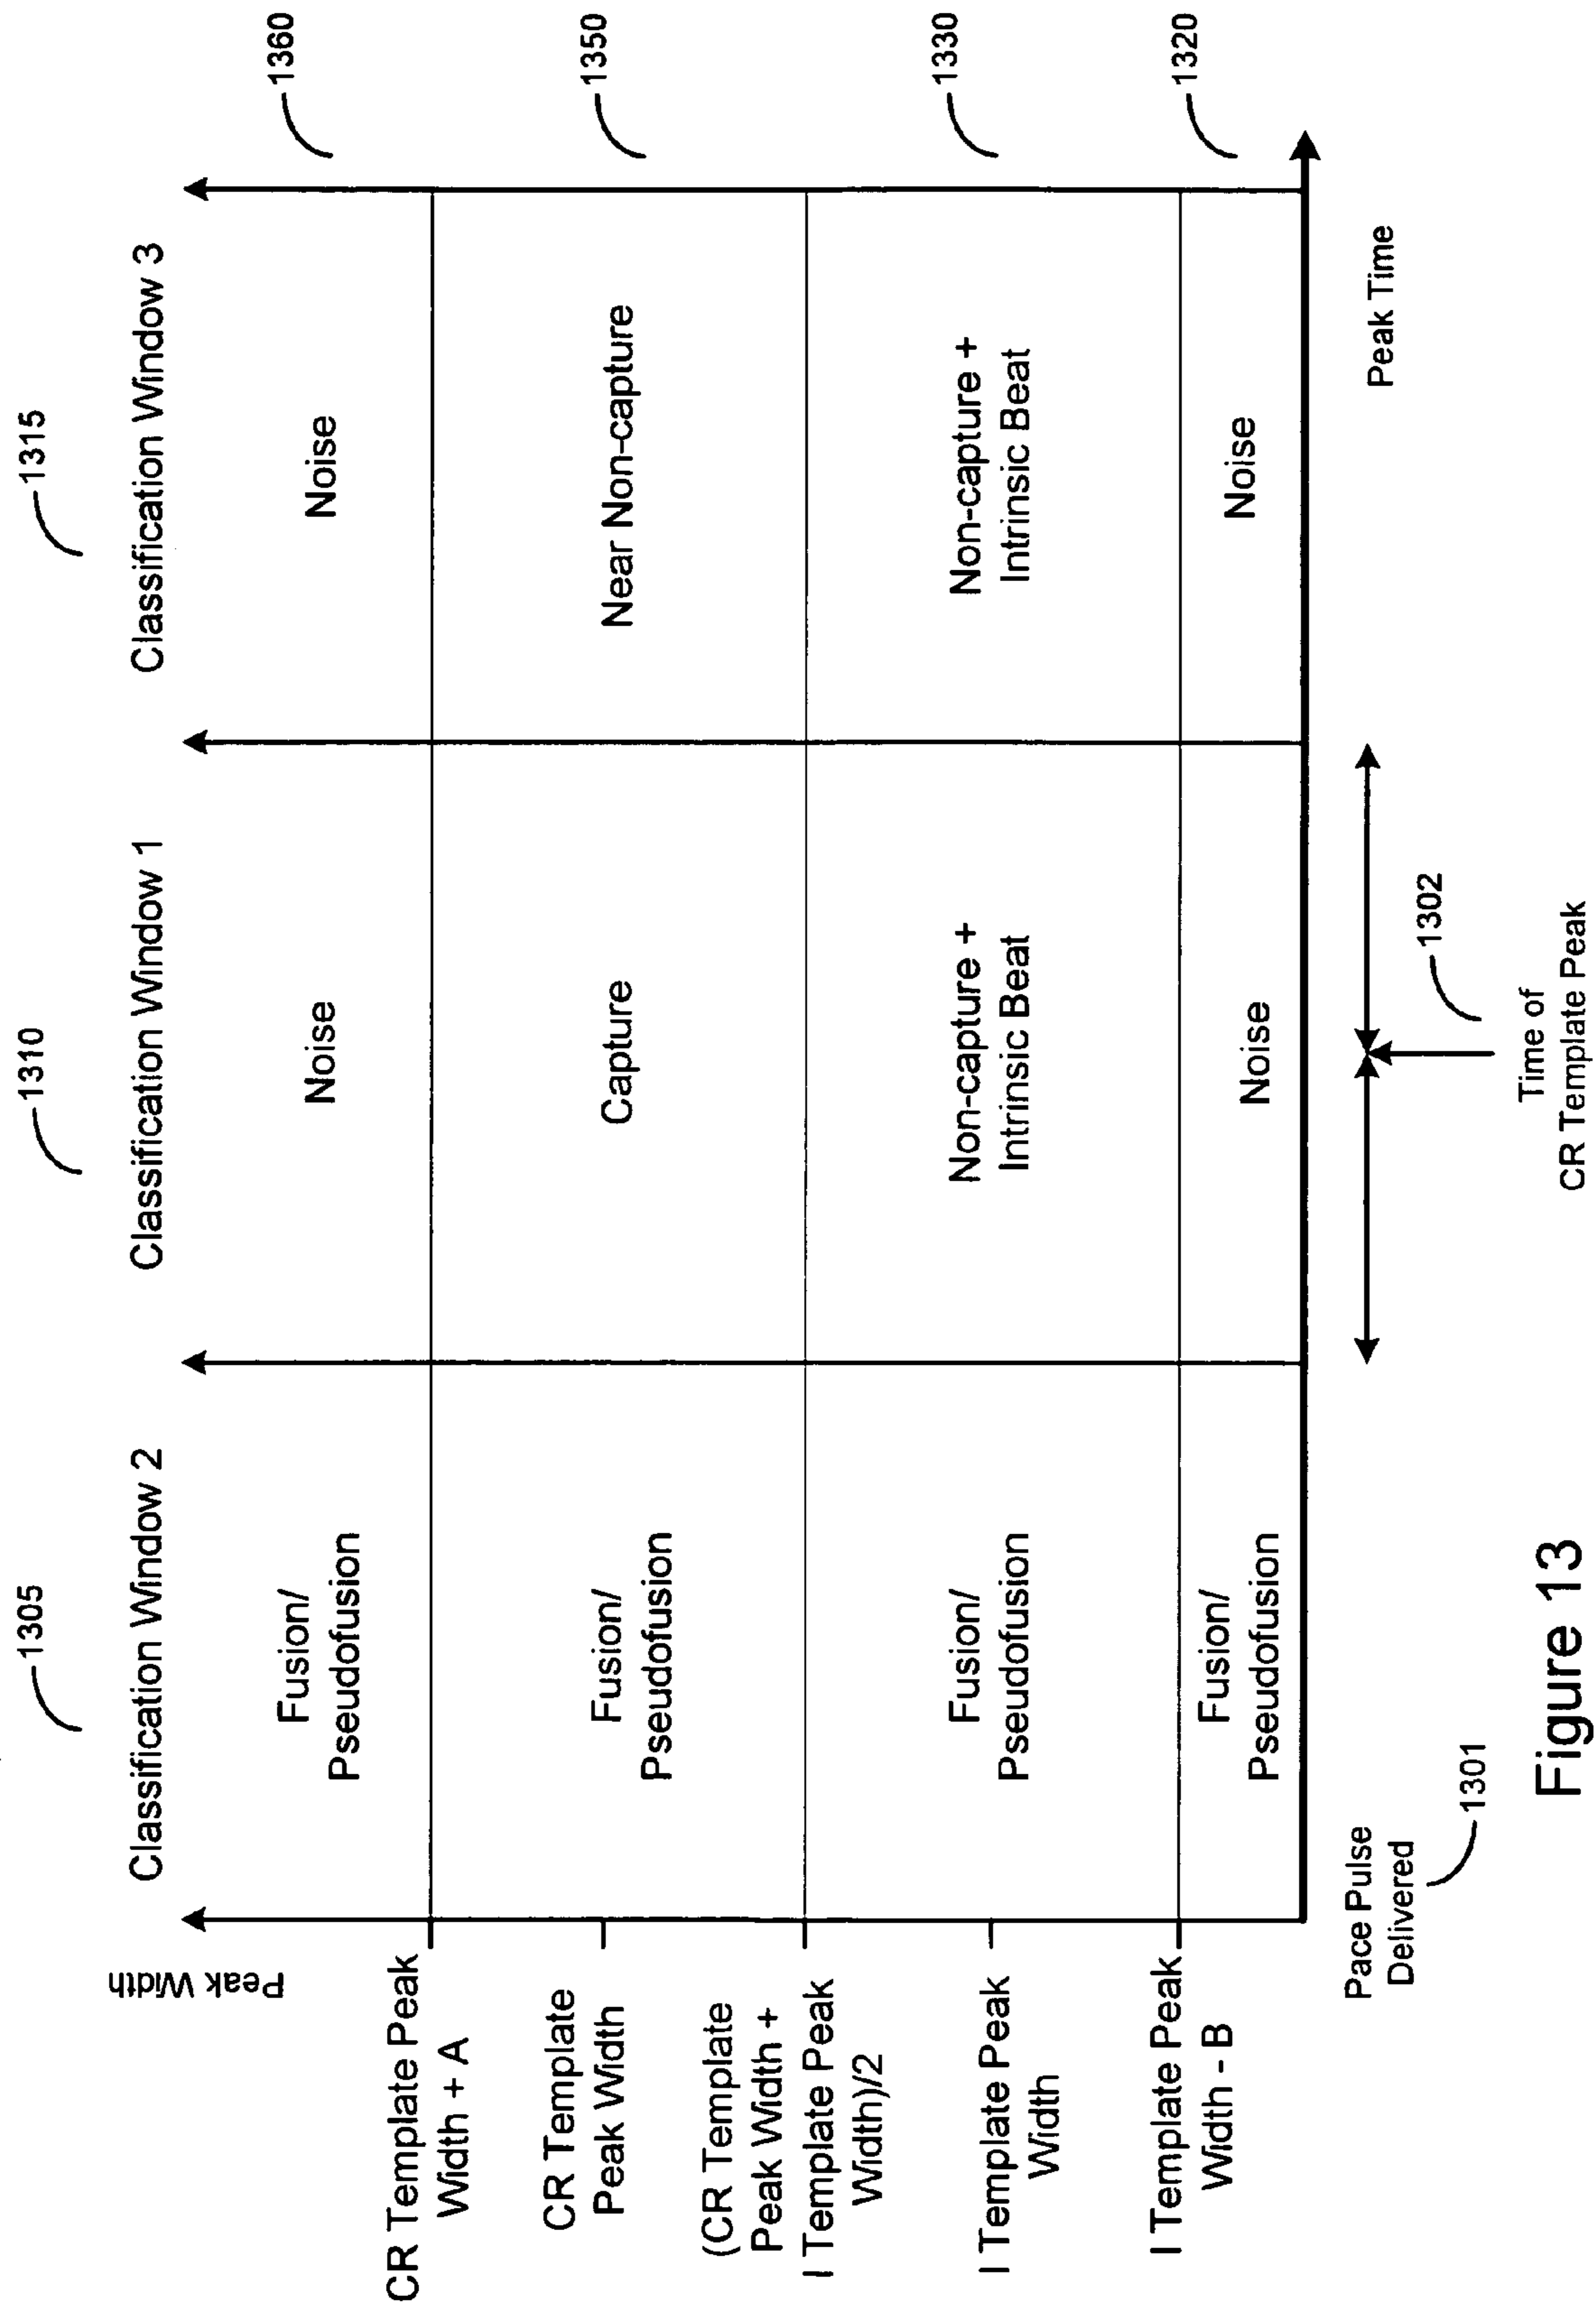 1305
1310
1315
Classification Window 2
Classification Window 1
Classification Window 3
Peak Width
CR Template Peak
Width + A
CR Template
Peak Width
(CR Template
Peak Width +
I Template Peak
Width)/2
I Template Peak
Width
I Template Peak
Width - B
Fusion/
Pseudofusion
Noise
Noise
1360
Fusion/
Pseudofusion
Capture
Near Non-capture
1350
Fusion/
Pseudofusion
Non-capture +
Intrinsic Beat
Non-capture +
Intrinsic Beat
1330
Fusion/
Pseudofusion
Noise
Noise
1320
Pace Pulse
Delivered
1301
1302
Time of
CR Template Peak
Peak Time
Figure 13